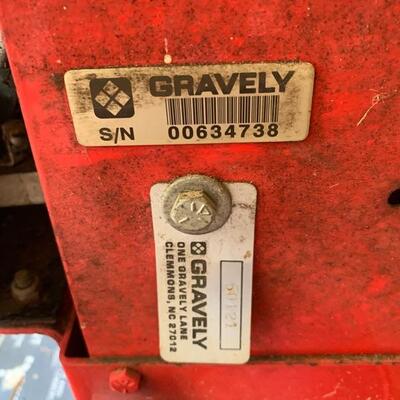 GRAVELY
S/N 00634738
GRAVELY
ONE GRAVELY LANE
CLEMMONS, NC 27012